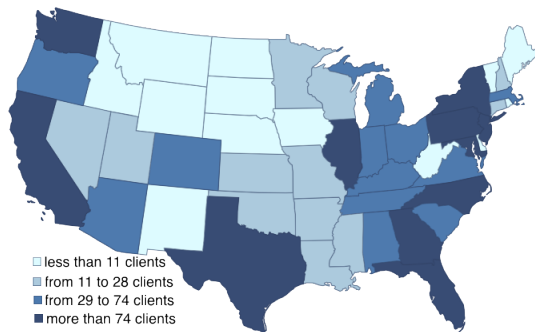 less than 11 clients
from 11 to 28 clients
from 29 to 74 clients
more than 74 clients